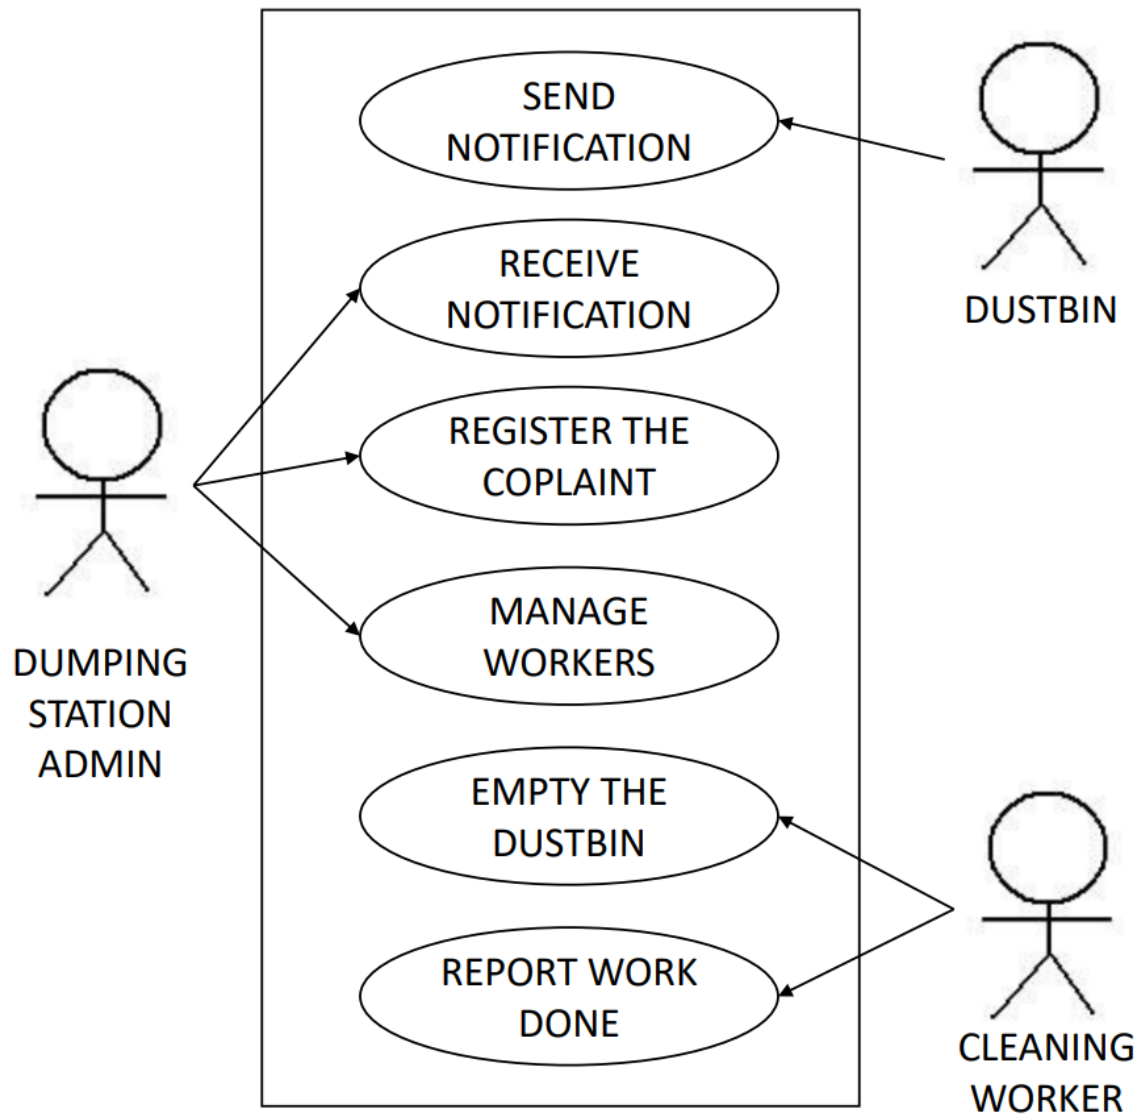 SEND
NOTIFICATION
RECEIVE
NOTIFICATION
DUSTBIN
REGISTER THE
COPLAINT
MANAGE
WORKERS
DUMPING
STATION
ADMIN
EMPTY THE
DUSTBIN
REPORT WORK
DONE
CLEANING
WORKER